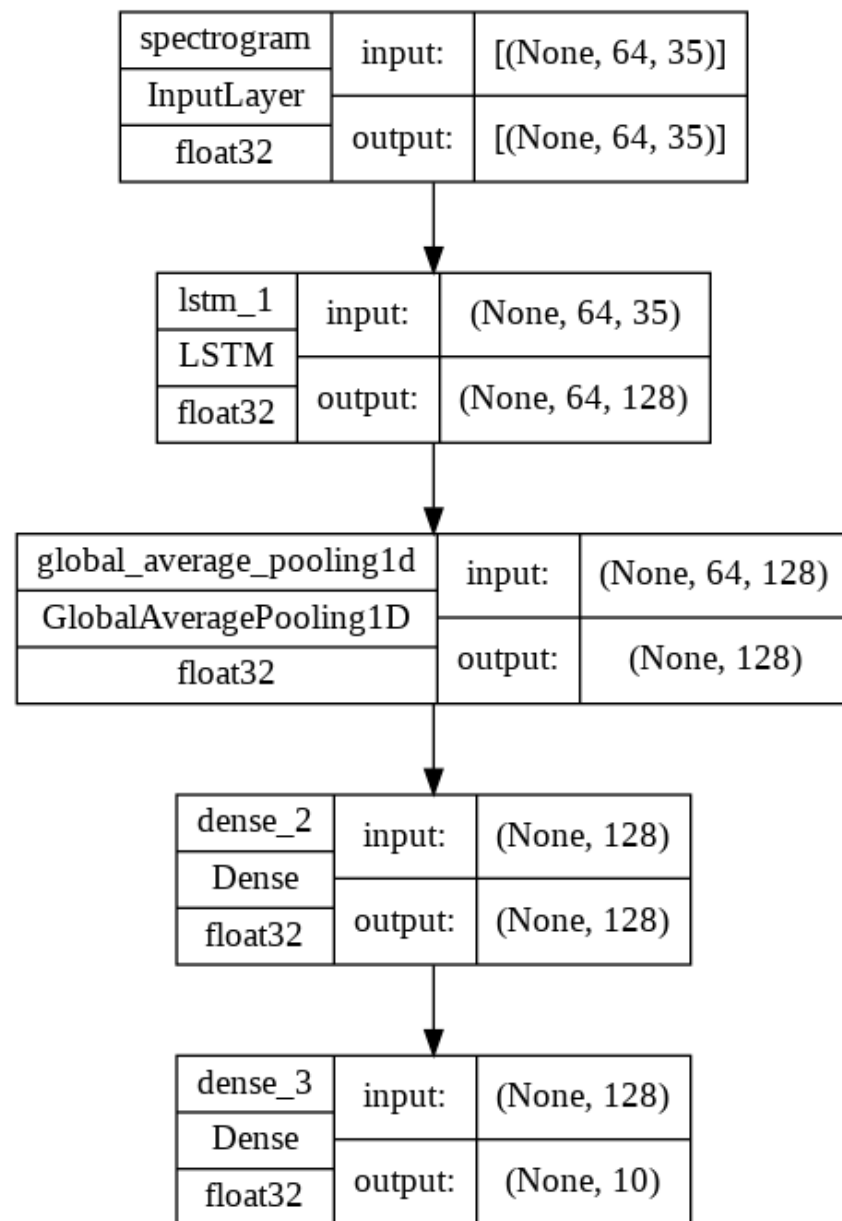 spectrogram
InputLayer
float32
input:
[(None, 64, 35)]
output:
[(None, 64, 35)]
lstm_1
LSTM
float32
input:
(None, 64, 35)
output:
(None, 64, 128)
global_average_pooling1d
GlobalAveragePooling1D
float32
input:
(None, 64, 128)
output:
(None, 128)
dense_2
Dense
float32
input:
(None, 128)
output:
(None, 128)
dense_3
Dense
float32
input:
(None, 128)
output:
(None, 10)